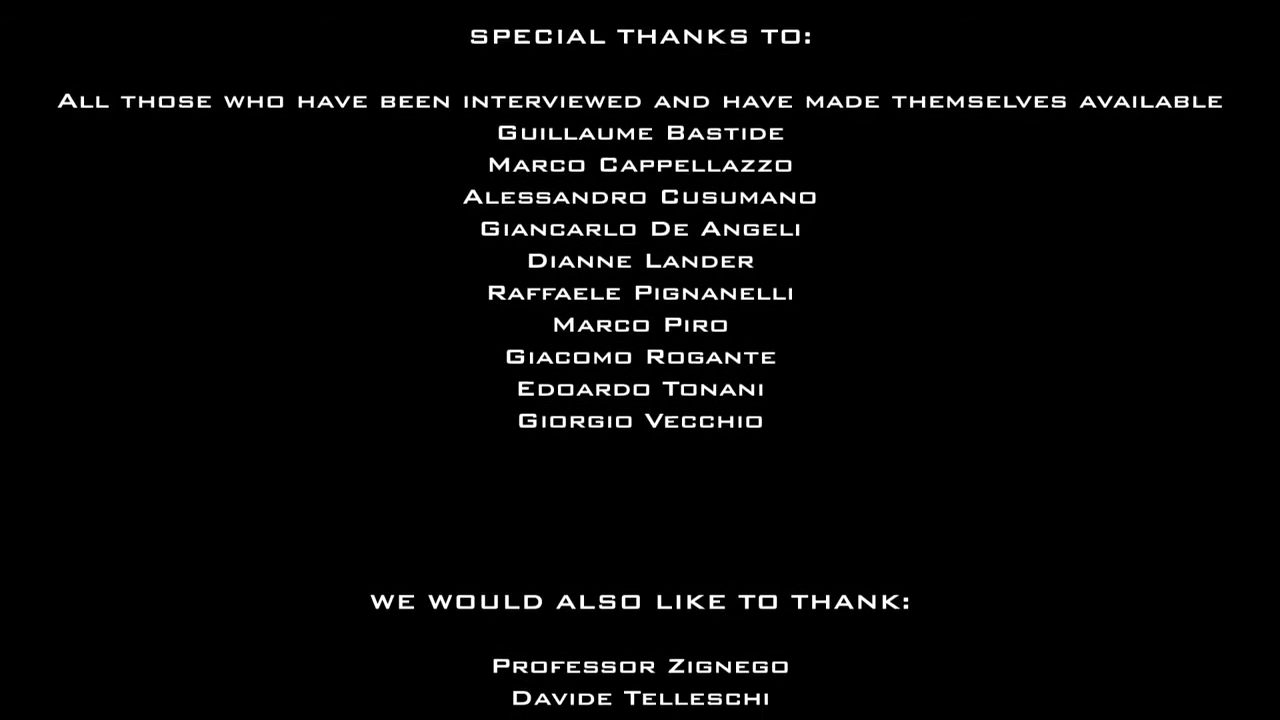 SPECIAL THANKS TO:
ALL THOSE WHO HAVE BEEN INTERVIEWED AND HAVE MADE THEMSELVES AVAILABLE
GUILLAUME BASTIDE
MARCO CAPPELLAZZO
ALESSANDRO CUSUMANO
GIANCARLO DE ANGELI
DIANNE LANDER
RAFFAELE PIGNANELLI
MARCO PIRO
GIACOMO ROGANTE
EDOARDO TONANI
GIORGIO VECCHIO
WE WOULD ALSO LIKE TO THANK:
PROFESSOR ZIGNEGO
DAVIDE TELLESCHI